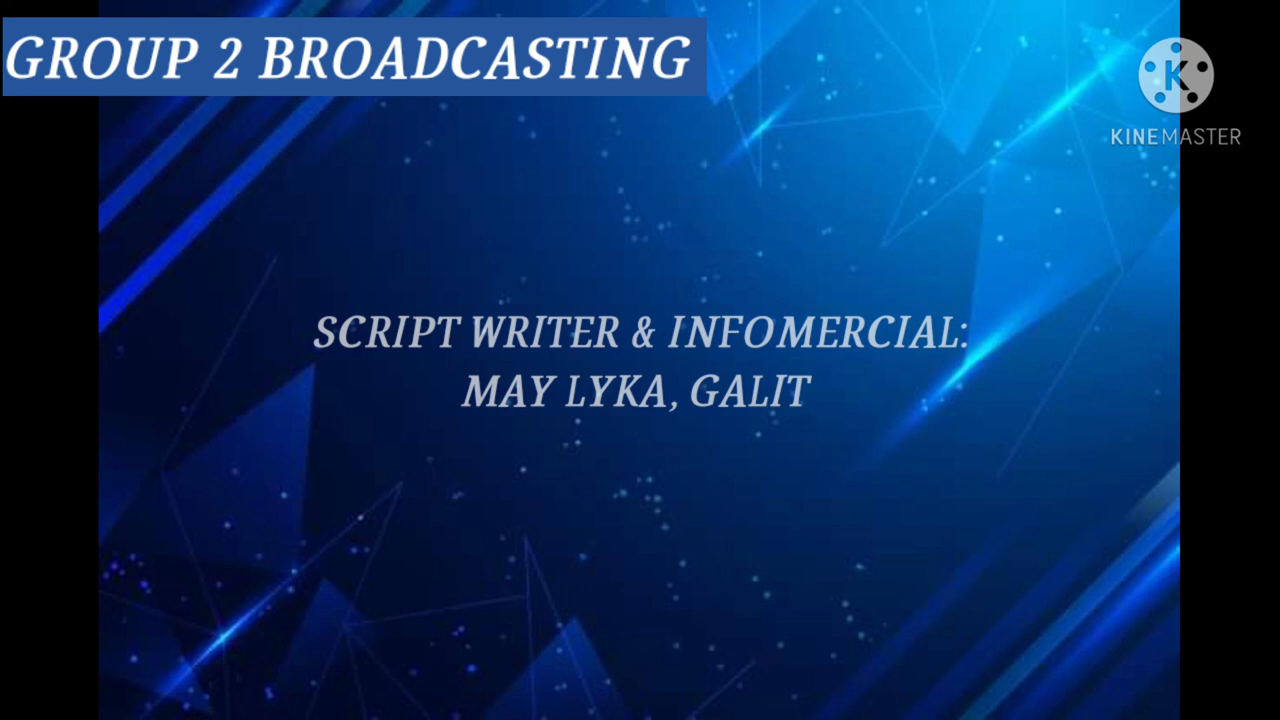 GROUP 2 BROADCASTING
K
KINEMASTER
SCRIPT WRITER & INFOMERCIAL:
MAY LYKA, GALIT